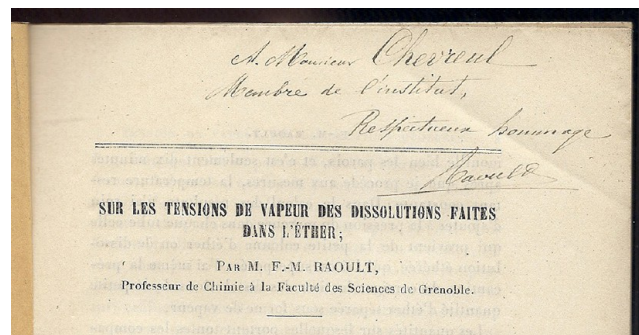 A. Monsieur Chevreul
Membre de l'institut,
Respectueux hommage
Raoult
SUR LES TENSIONS DE VAPEUR DES DISSOLUTIONS FAITES
DANS L'ÉTHER;
PAR M. F.-M. RAOULT,
Professeur de Chimie à la Faculté des Sciences de Grenoble.